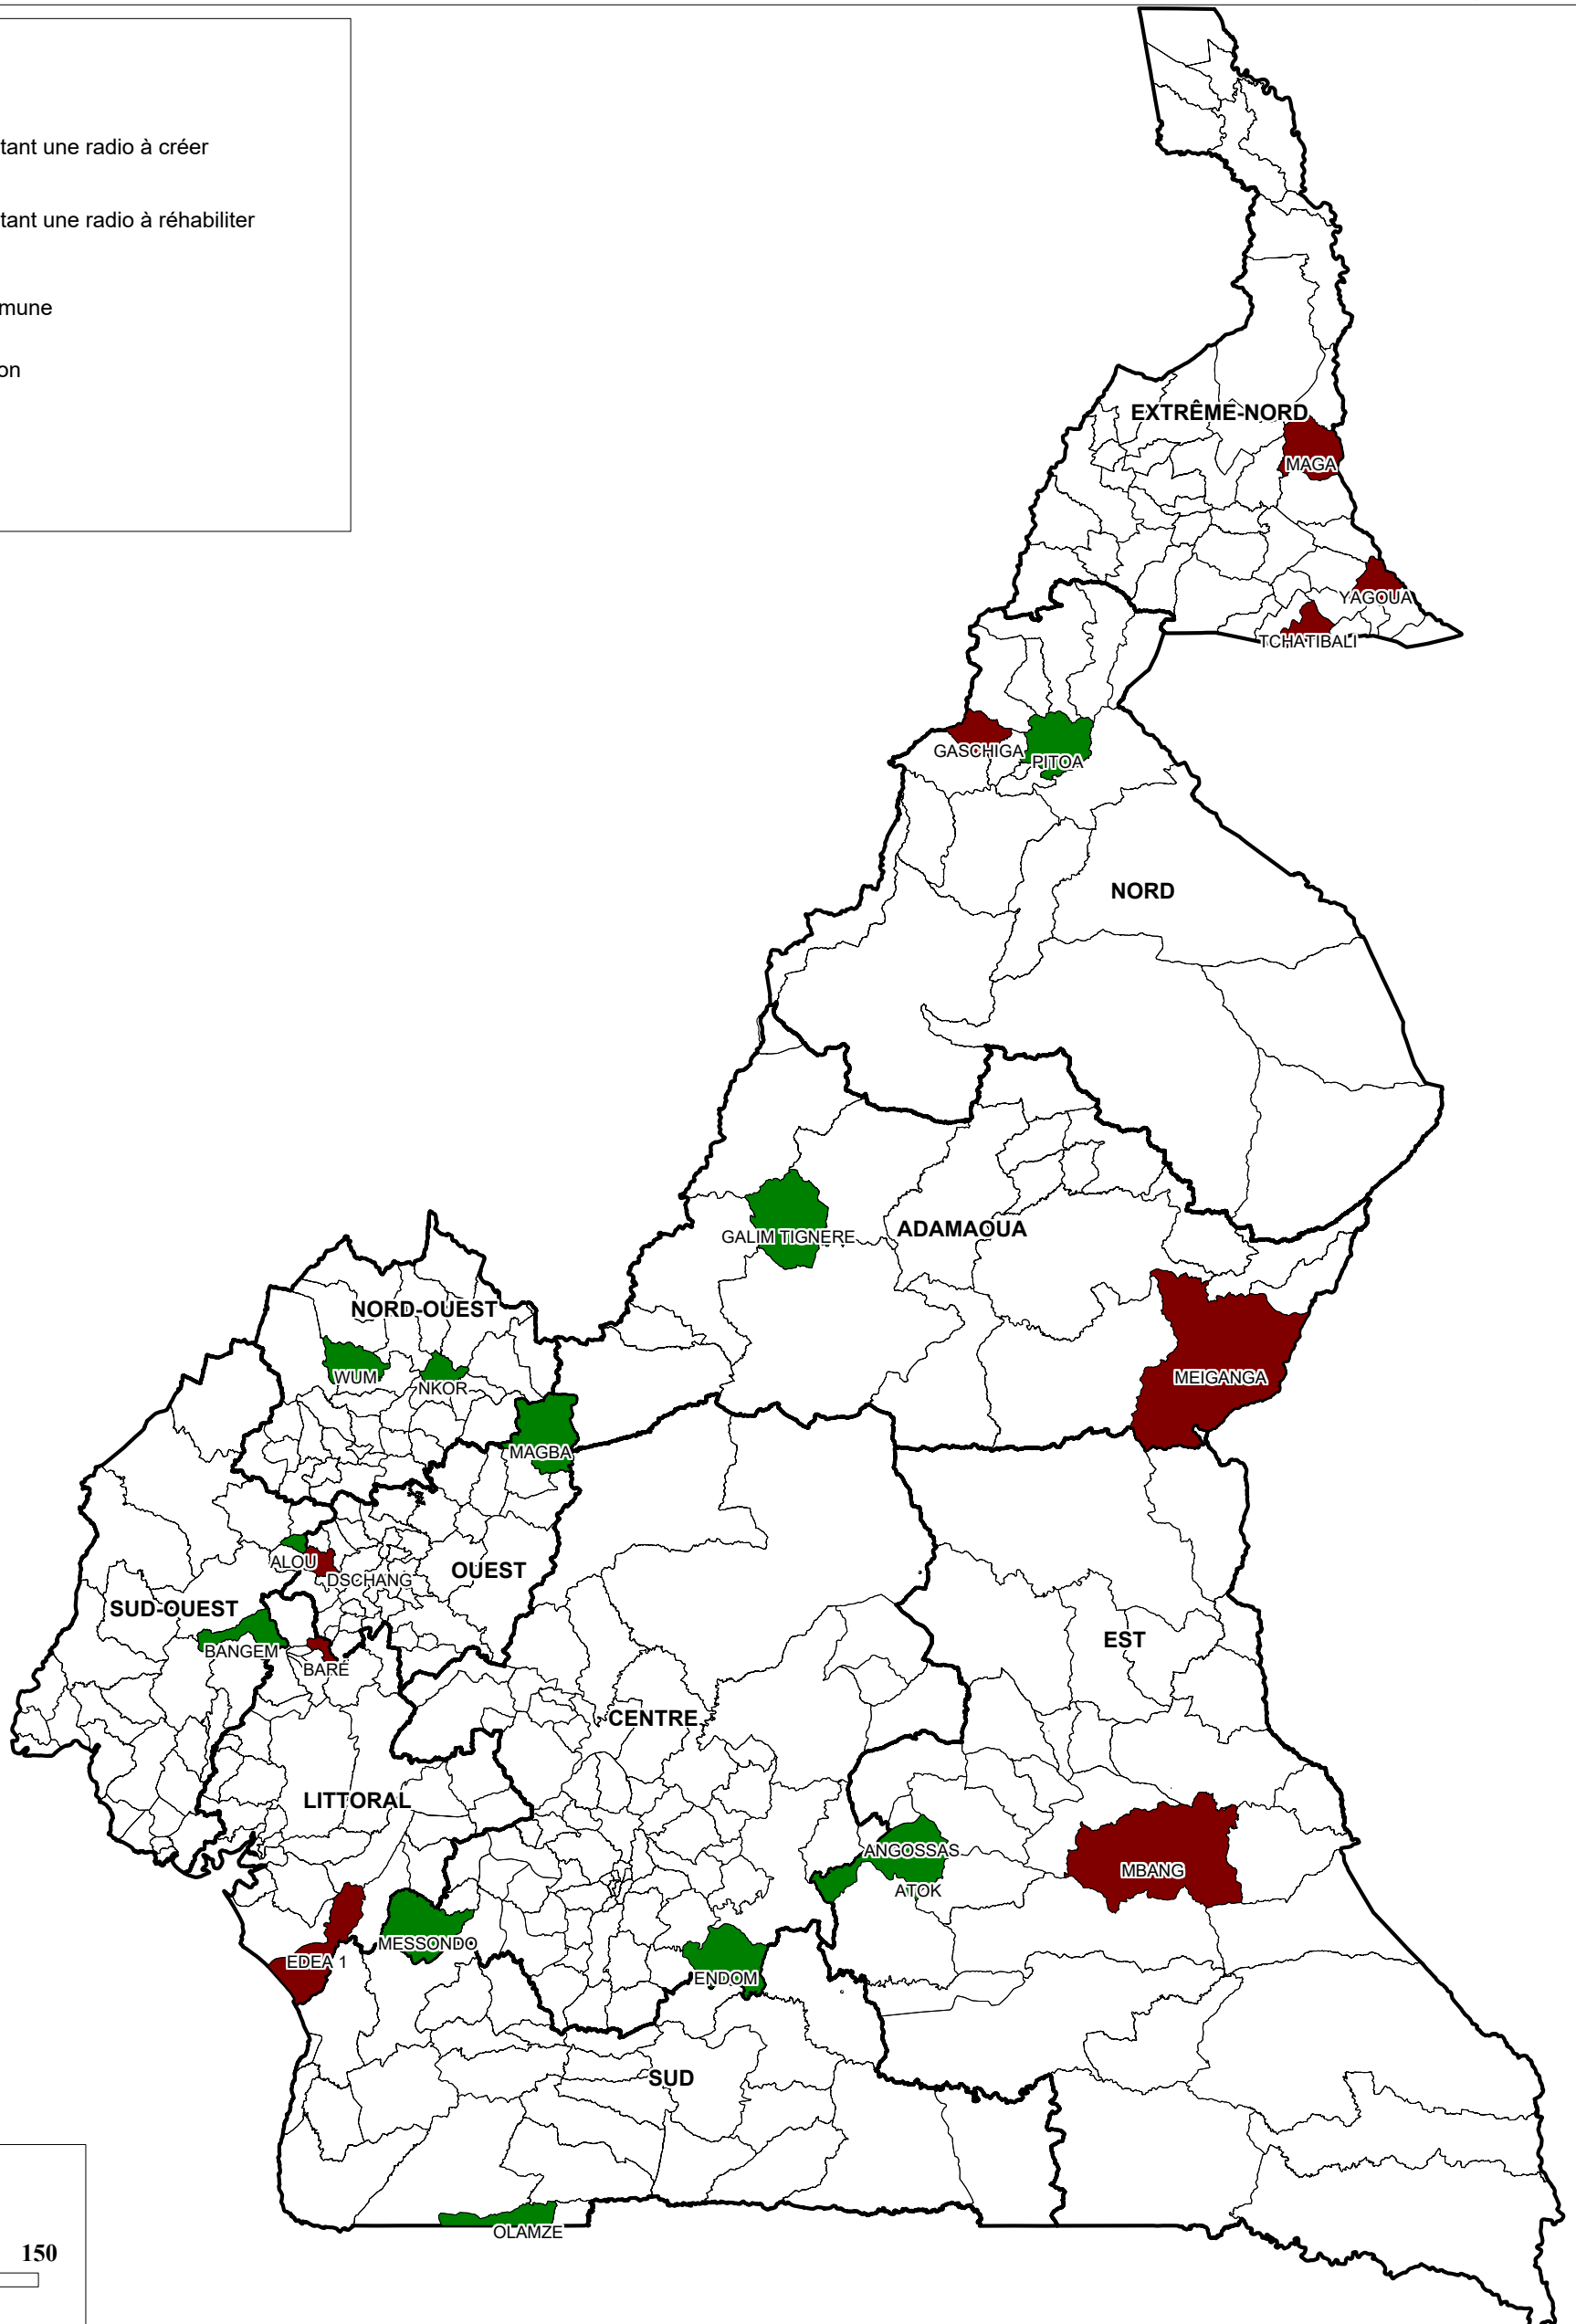 tant une radio à créer
tant une radio à réhabiliter
mune
on
EXTRÊME-NORD
MAGA
YAGOUA
TCHATIBALI
GASCHIGA
PITOA
NORD
GALIM TIGNERE
ADAMAOUA
NORD-OUEST
WUM
NKOR
MEIGANGA
MAGBA
ALOU
DSCHANG
OUEST
SUD-OUEST
BANGEM
BARÉ
EST
CENTRE
LITTORAL
ANGOSSAS
ATOK
MBANG
MESSONDO
EDEA 1
ENDOM
SUD
OLAMZE
150